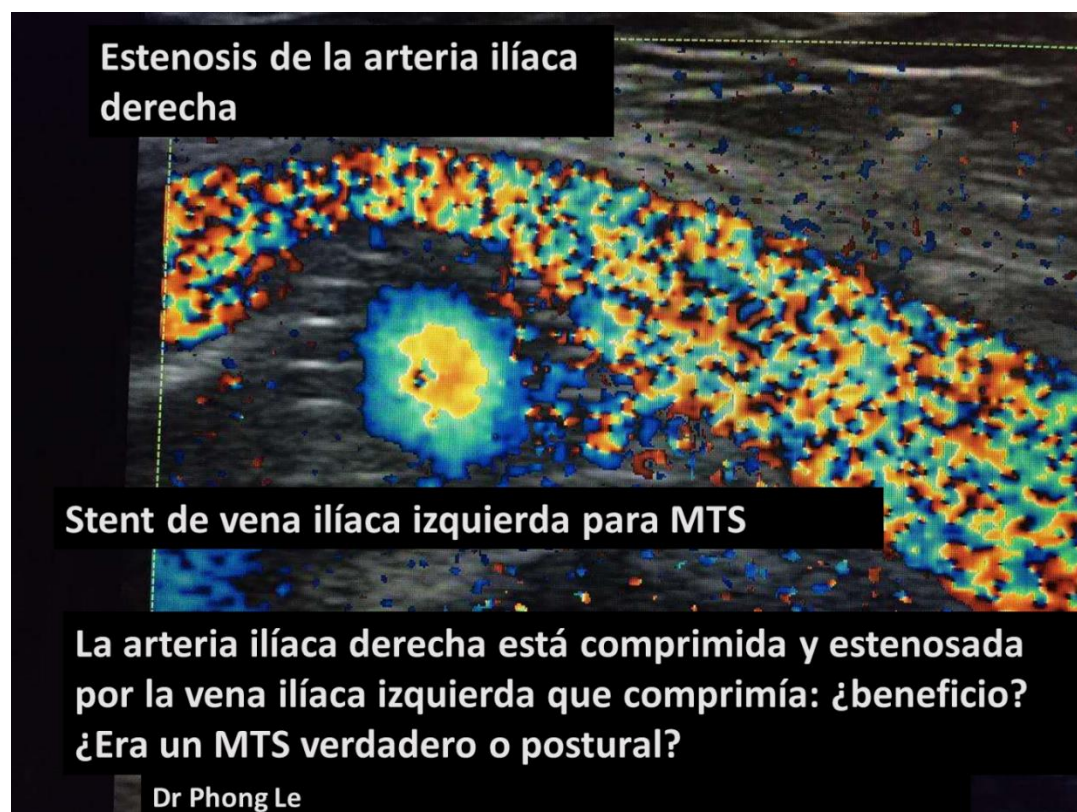 Estenosis de la arteria ilíaca
derecha
Stent de vena ilíaca izquierda para MTS
La arteria ilíaca derecha está comprimida y estenosada
por la vena ilíaca izquierda que comprimía: ¿beneficio?
¿Era un MTS verdadero o postural?
Dr Phong Le